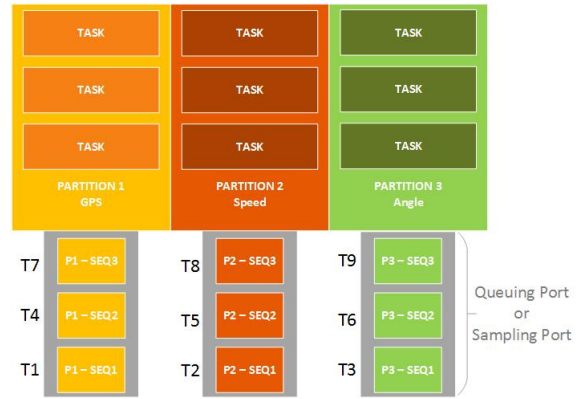 TASK TASK TASK
TASK TASK TASK
TASK TASK TASK
PARTITION 1 PARTITION 2 PARTITION 3
GPS Speed Angle
T7 P1 – SEQ3 T8 P2 – SEQ3 T9 P3 – SEQ3
T4 P1 – SEQ2 T5 P2 – SEQ2 T6 P3 – SEQ2
T1 P1 – SEQ1 T2 P2 – SEQ1 T3 P3 – SEQ1
Queuing Port
or
Sampling Port